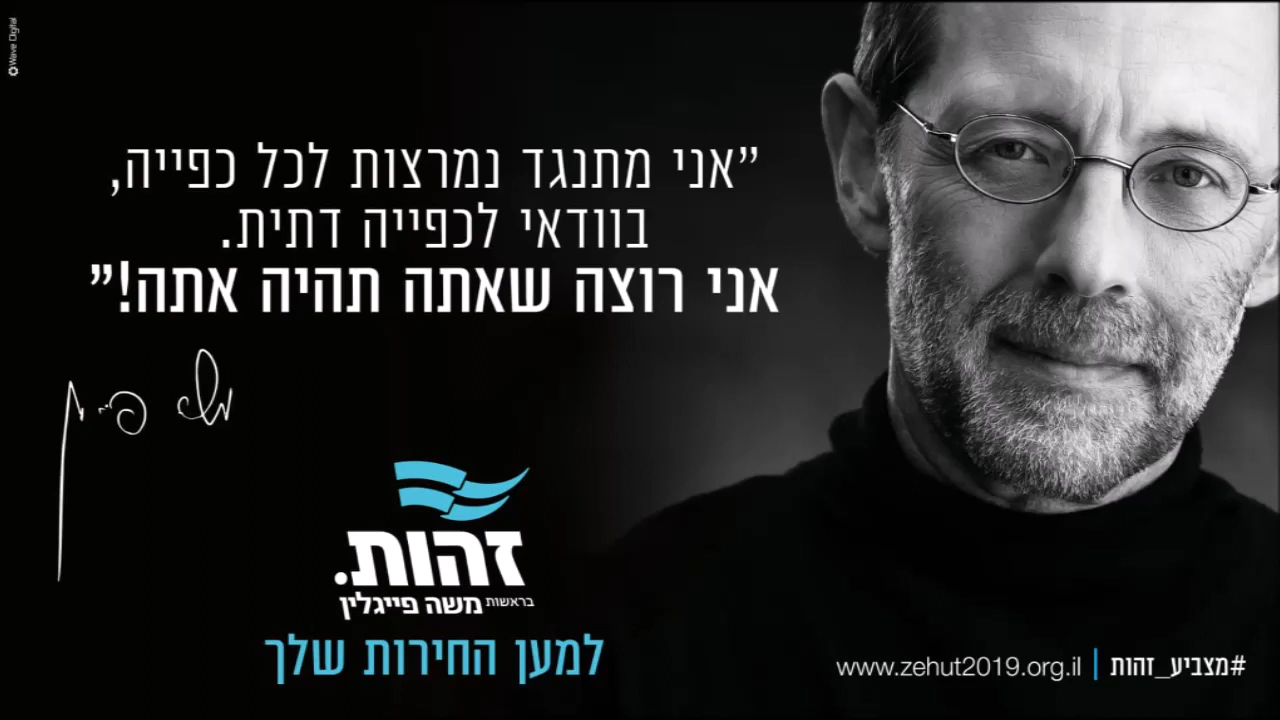 "אני מתנגד נמרצות לכל כפייה,
בוודאי לכפייה דתית.
אני רוצה שאתה תהיה אתה!"
זהות.
בראשות משה פייגלין
למען החירות שלך
#מצביע_זהות | www.zehut2019.org.il
Wave Digital